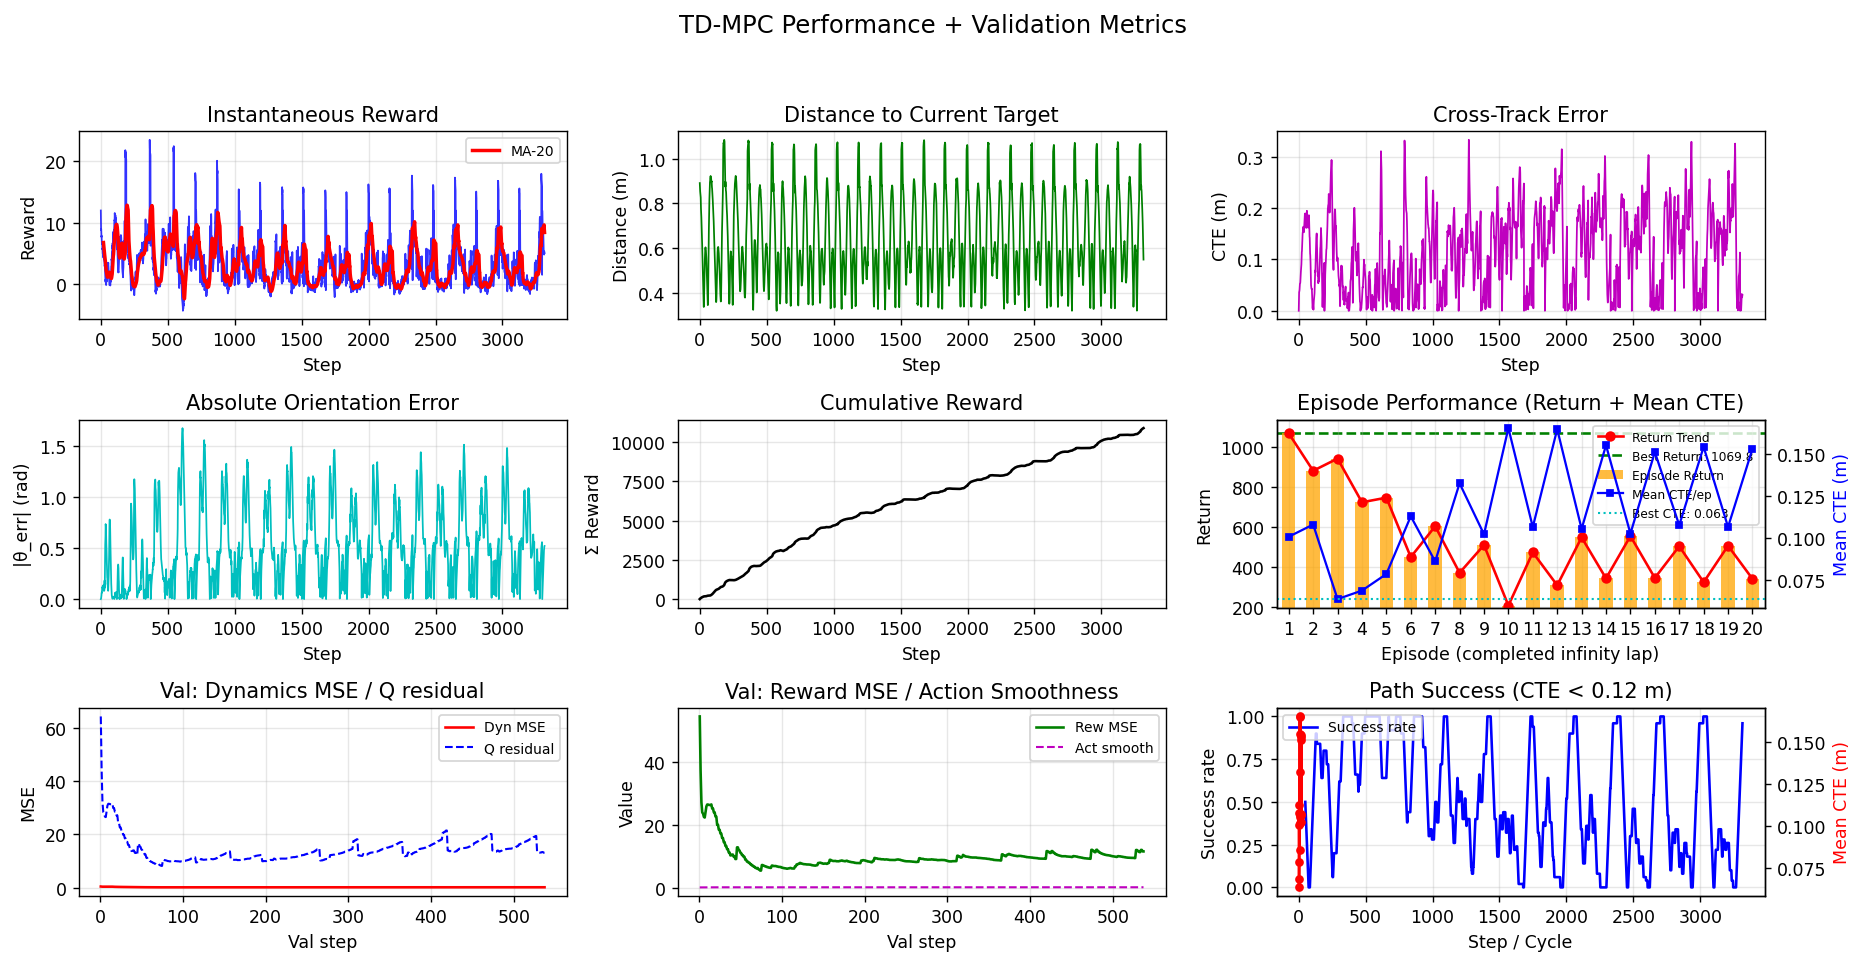 TD-MPC Performance + Validation Metrics
Instantaneous Reward
MA-20
Reward
20
10
0
0 500 1000 1500 2000 2500 3000
Step
Distance to Current Target
Distance (m)
1.0
0.8
0.6
0.4
0 500 1000 1500 2000 2500 3000
Step
Cross-Track Error
CTE (m)
0.3
0.2
0.1
0.0
0 500 1000 1500 2000 2500 3000
Step
Absolute Orientation Error
|θ_err| (rad)
1.5
1.0
0.5
0.0
0 500 1000 1500 2000 2500 3000
Step
Cumulative Reward
Σ Reward
10000
7500
5000
2500
0
0 500 1000 1500 2000 2500 3000
Step
Episode Performance (Return + Mean CTE)
Return Trend
Best Return: 1069.8
Episode Return
Mean CTE/ep
Best CTE: 0.063
Return
1000
800
600
400
200
Mean CTE (m)
0.150
0.125
0.100
0.075
1 2 3 4 5 6 7 8 9 10 11 12 13 14 15 16 17 18 19 20
Episode (completed infinity lap)
Val: Dynamics MSE / Q residual
Dyn MSE
Q residual
MSE
60
40
20
0
0 100 200 300 400 500
Val step
Val: Reward MSE / Action Smoothness
Rew MSE
Act smooth
Value
40
20
0
0 100 200 300 400 500
Val step
Path Success (CTE < 0.12 m)
Success rate
Success rate
1.00
0.75
0.50
0.25
0.00
Mean CTE (m)
0.150
0.125
0.100
0.075
0 500 1000 1500 2000 2500 3000
Step / Cycle